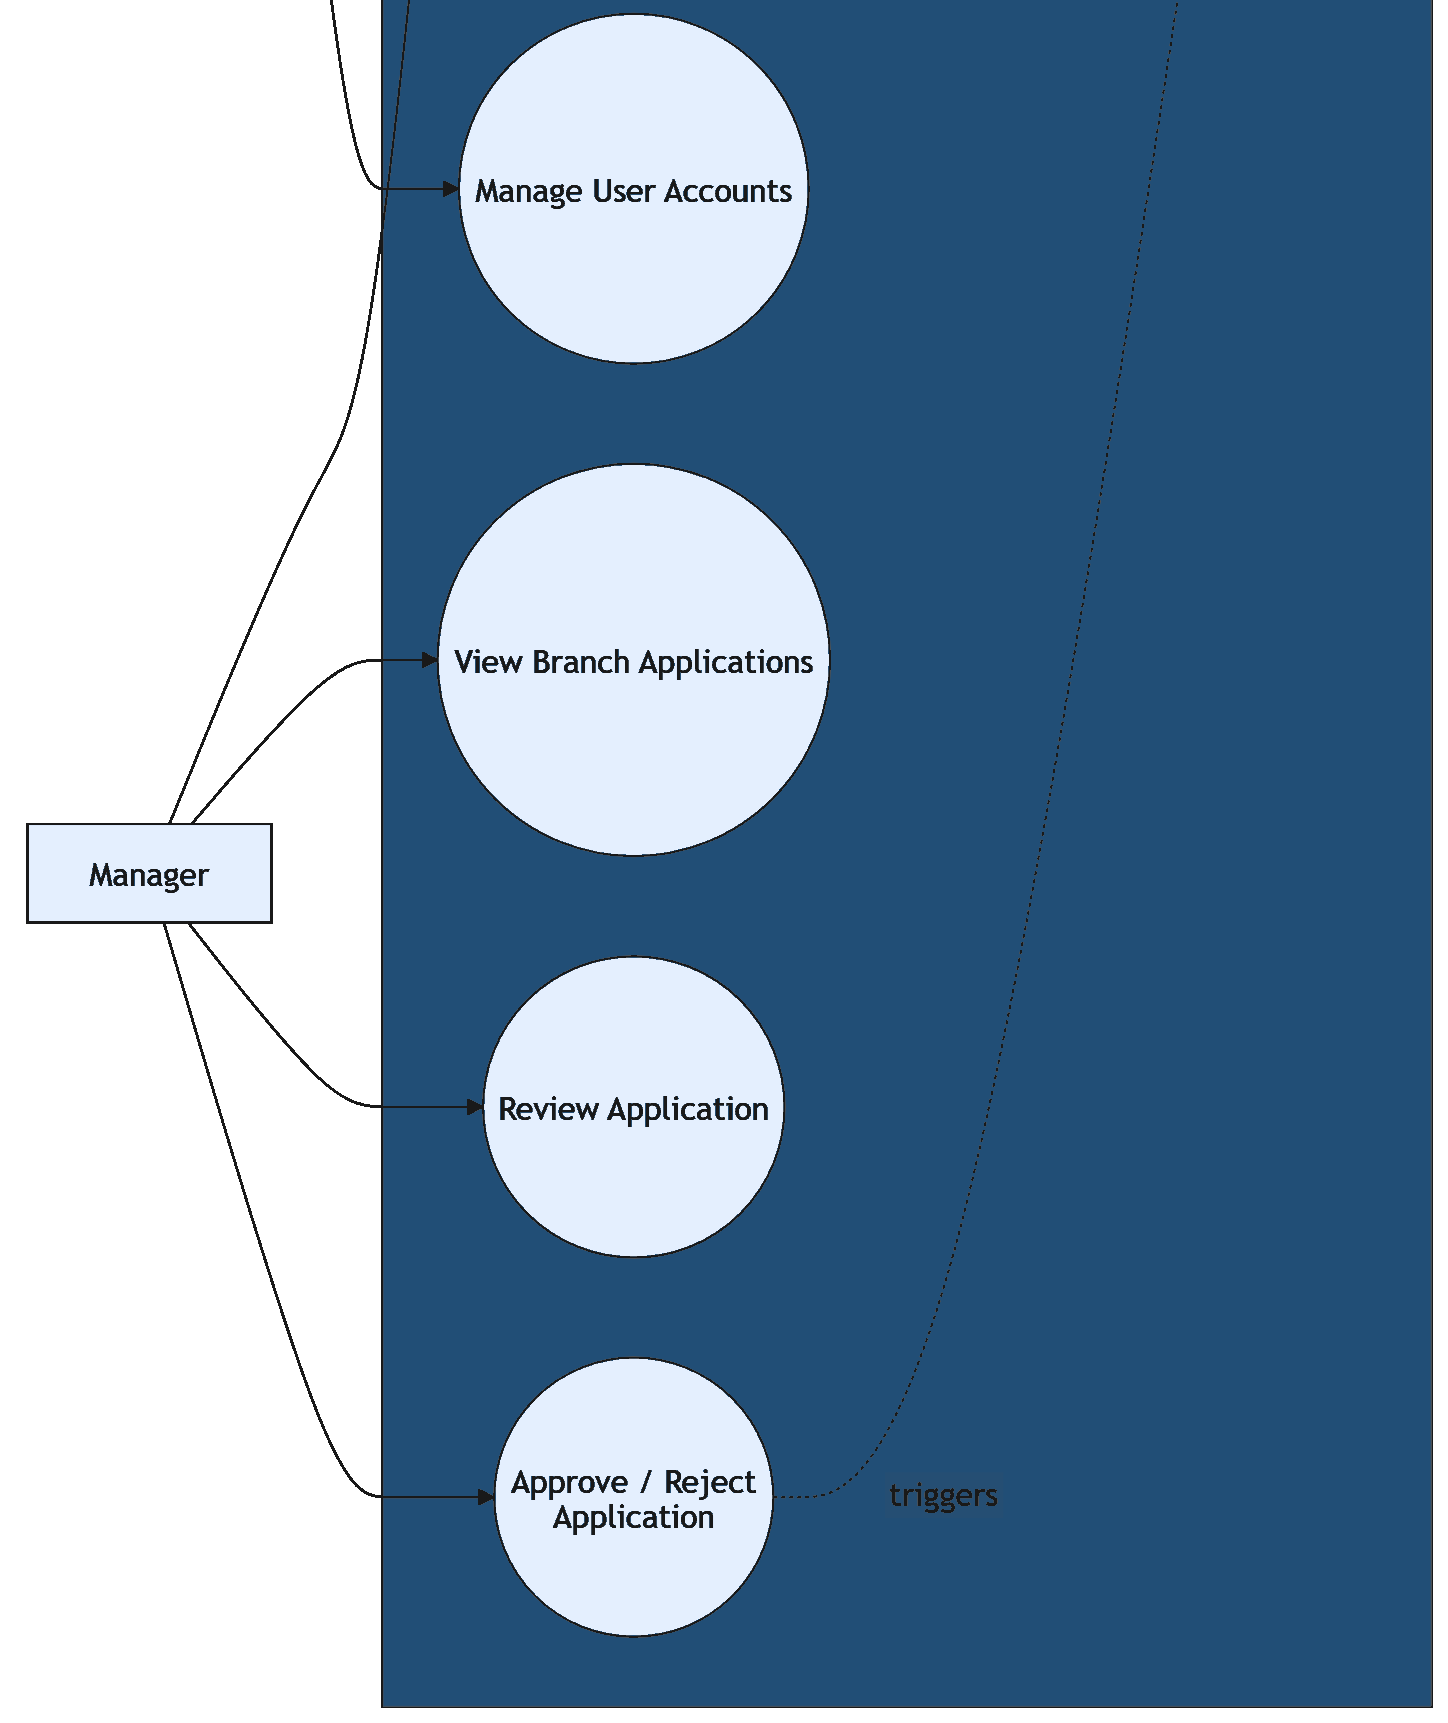 Manage User Accounts
View Branch Applications
Manager
Review Application
Approve / Reject
Application
triggers